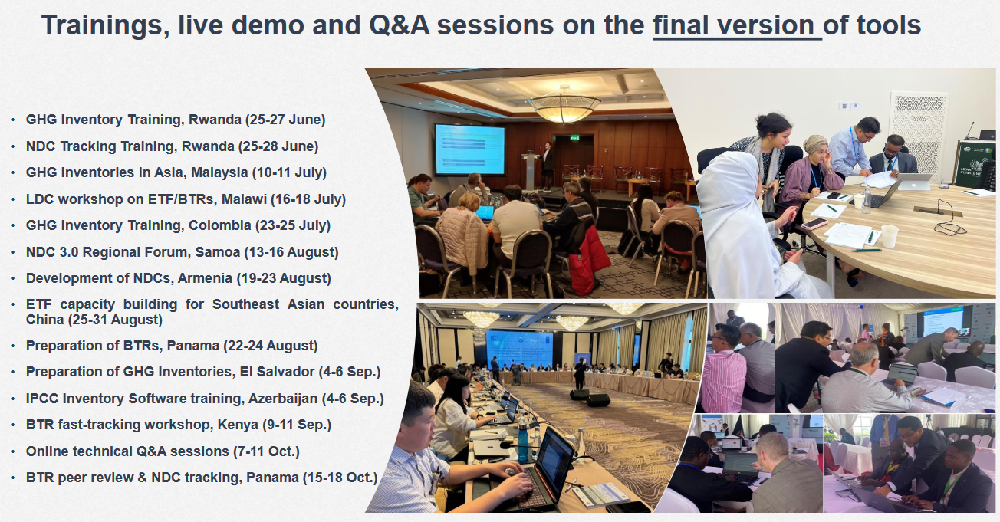 Trainings, live demo and Q&A sessions on the final version of tools
• GHG Inventory Training, Rwanda (25-27 June)
• NDC Tracking Training, Rwanda (25-28 June)
• GHG Inventories in Asia, Malaysia (10-11 July)
• LDC workshop on ETF/BTRs, Malawi (16-18 July)
• GHG Inventory Training, Colombia (23-25 July)
• NDC 3.0 Regional Forum, Samoa (13-16 August)
• Development of NDCs, Armenia (19-23 August)
• ETF capacity building for Southeast Asian countries,
China (25-31 August)
• Preparation of BTRs, Panama (22-24 August)
• Preparation of GHG Inventories, El Salvador (4-6 Sep.)
• IPCC Inventory Software training, Azerbaijan (4-6 Sep.)
• BTR fast-tracking workshop, Kenya (9-11 Sep.)
• Online technical Q&A sessions (7-11 Oct.)
• BTR peer review & NDC tracking, Panama (15-18 Oct.)
MENA
CLIMATE